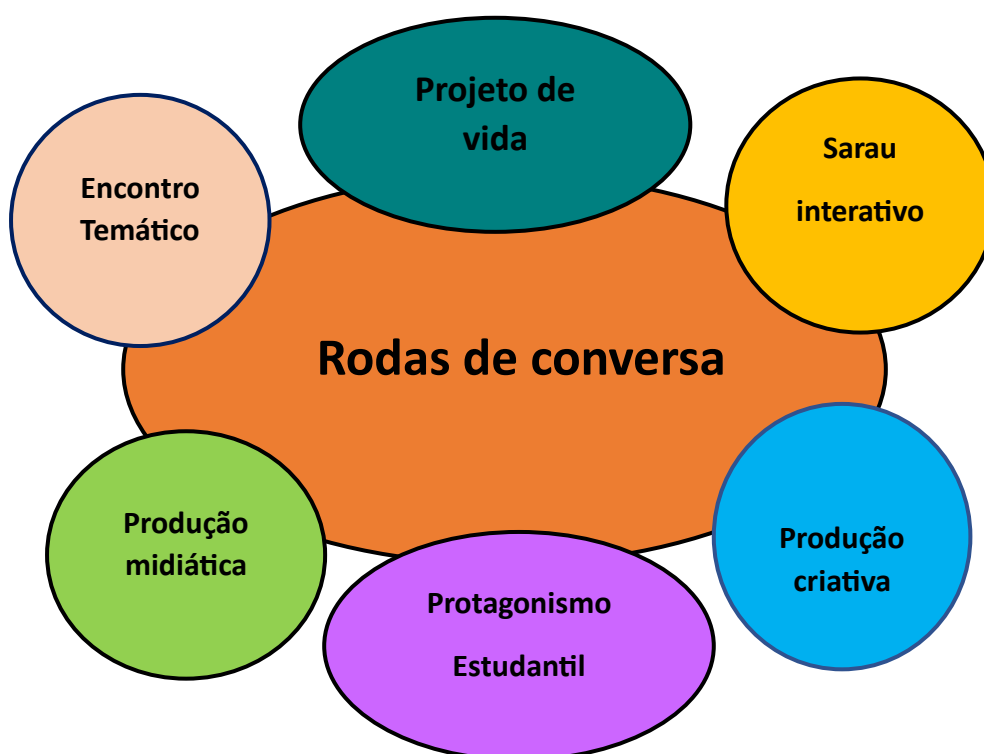 Projeto de
vida
Sarau
interativo
Encontro
Temático
Rodas de conversa
Produção
midiática
Produção
criativa
Protagonismo
Estudantil